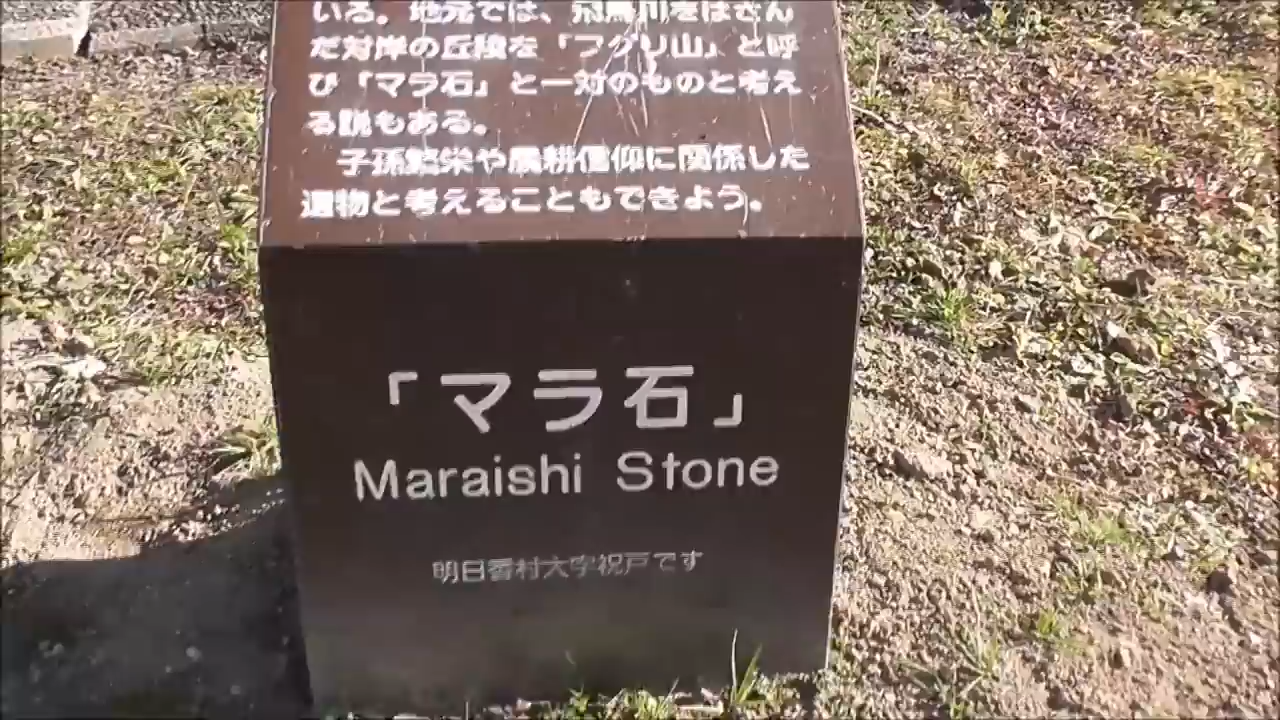 いる。地元では、飛鳥川をはさん
だ対岸の丘陵を「フグリ山」と呼
び「マラ石」と一対のものと考え
る説もある。
子孫繁栄や農耕信仰に関係した
遺物と考えることもできよう。
「マラ石」
Maraishi Stone
明日香村大字祝戸です